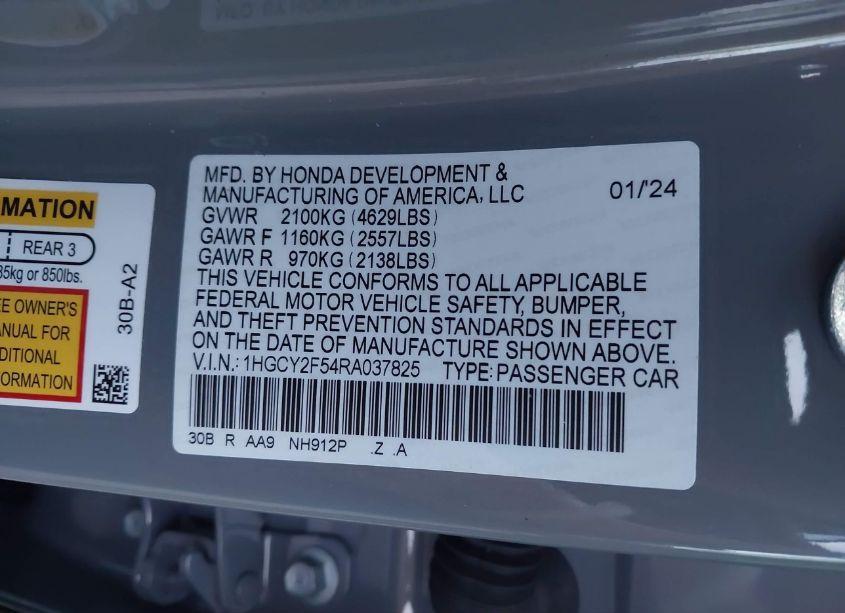 MFD. BY HONDA DEVELOPMENT &
MANUFACTURING OF AMERICA, LLC 01/'24
GVWR 2100KG (4629LBS)
GAWR F 1160KG (2557LBS)
GAWR R 970KG (2138LBS)
THIS VEHICLE CONFORMS TO ALL APPLICABLE
FEDERAL MOTOR VEHICLE SAFETY, BUMPER,
AND THEFT PREVENTION STANDARDS IN EFFECT
ON THE DATE OF MANUFACTURE SHOWN ABOVE.
V.I.N.: 1HGCY2F54RA037825 TYPE: PASSENGER CAR
30B R AA9 NH912P .Z .A
MATION
REAR 3
85kg or 850lbs.
EE OWNER'S
ANUAL FOR
DITIONAL
FORMATION
30B-A2